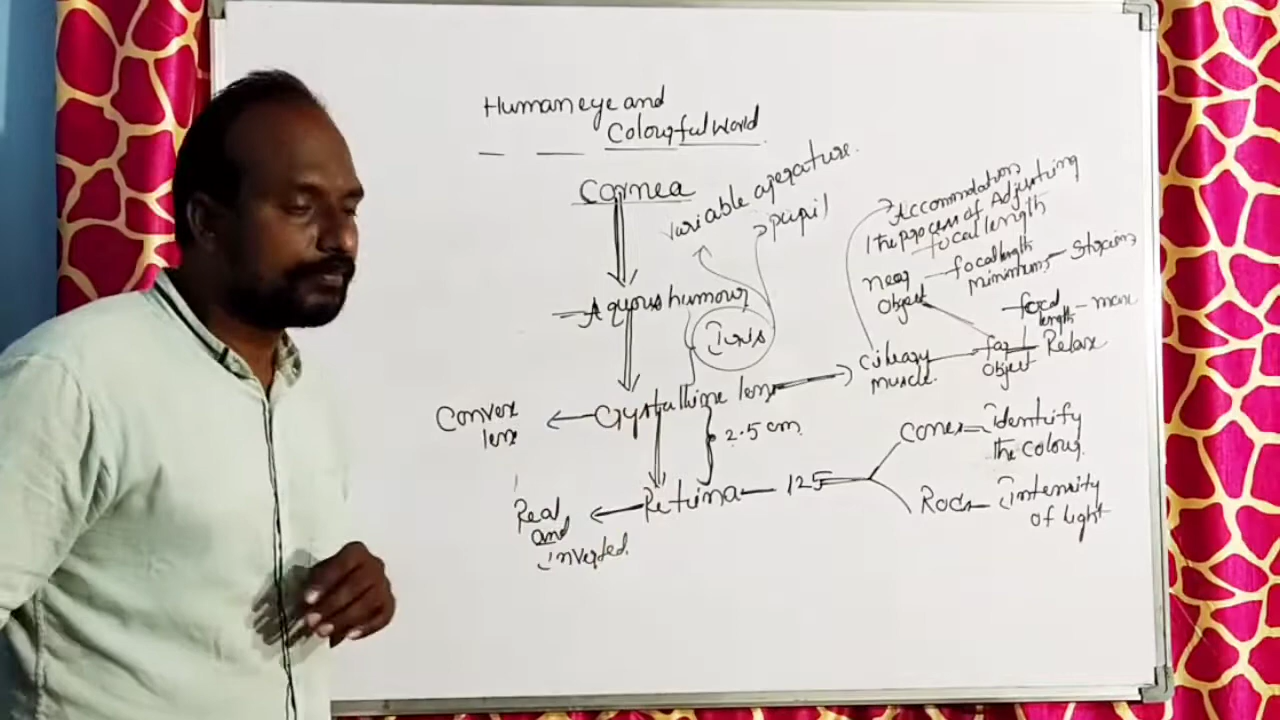 Human eye and
Colourful world
Cornea
variable aperature.
pupil
Aquous humour
Iris
Crystalline lens
Convex
lens
2.5 cm
Retina - 125
Real
and
inverted.
Accommodation
the process of Adjusting
focal length
near
object
focal length
minimum
focal
length - max
ciliary
muscle.
far
object
Relax
Cones - Identify
the colour.
Rods - Intensity
of light